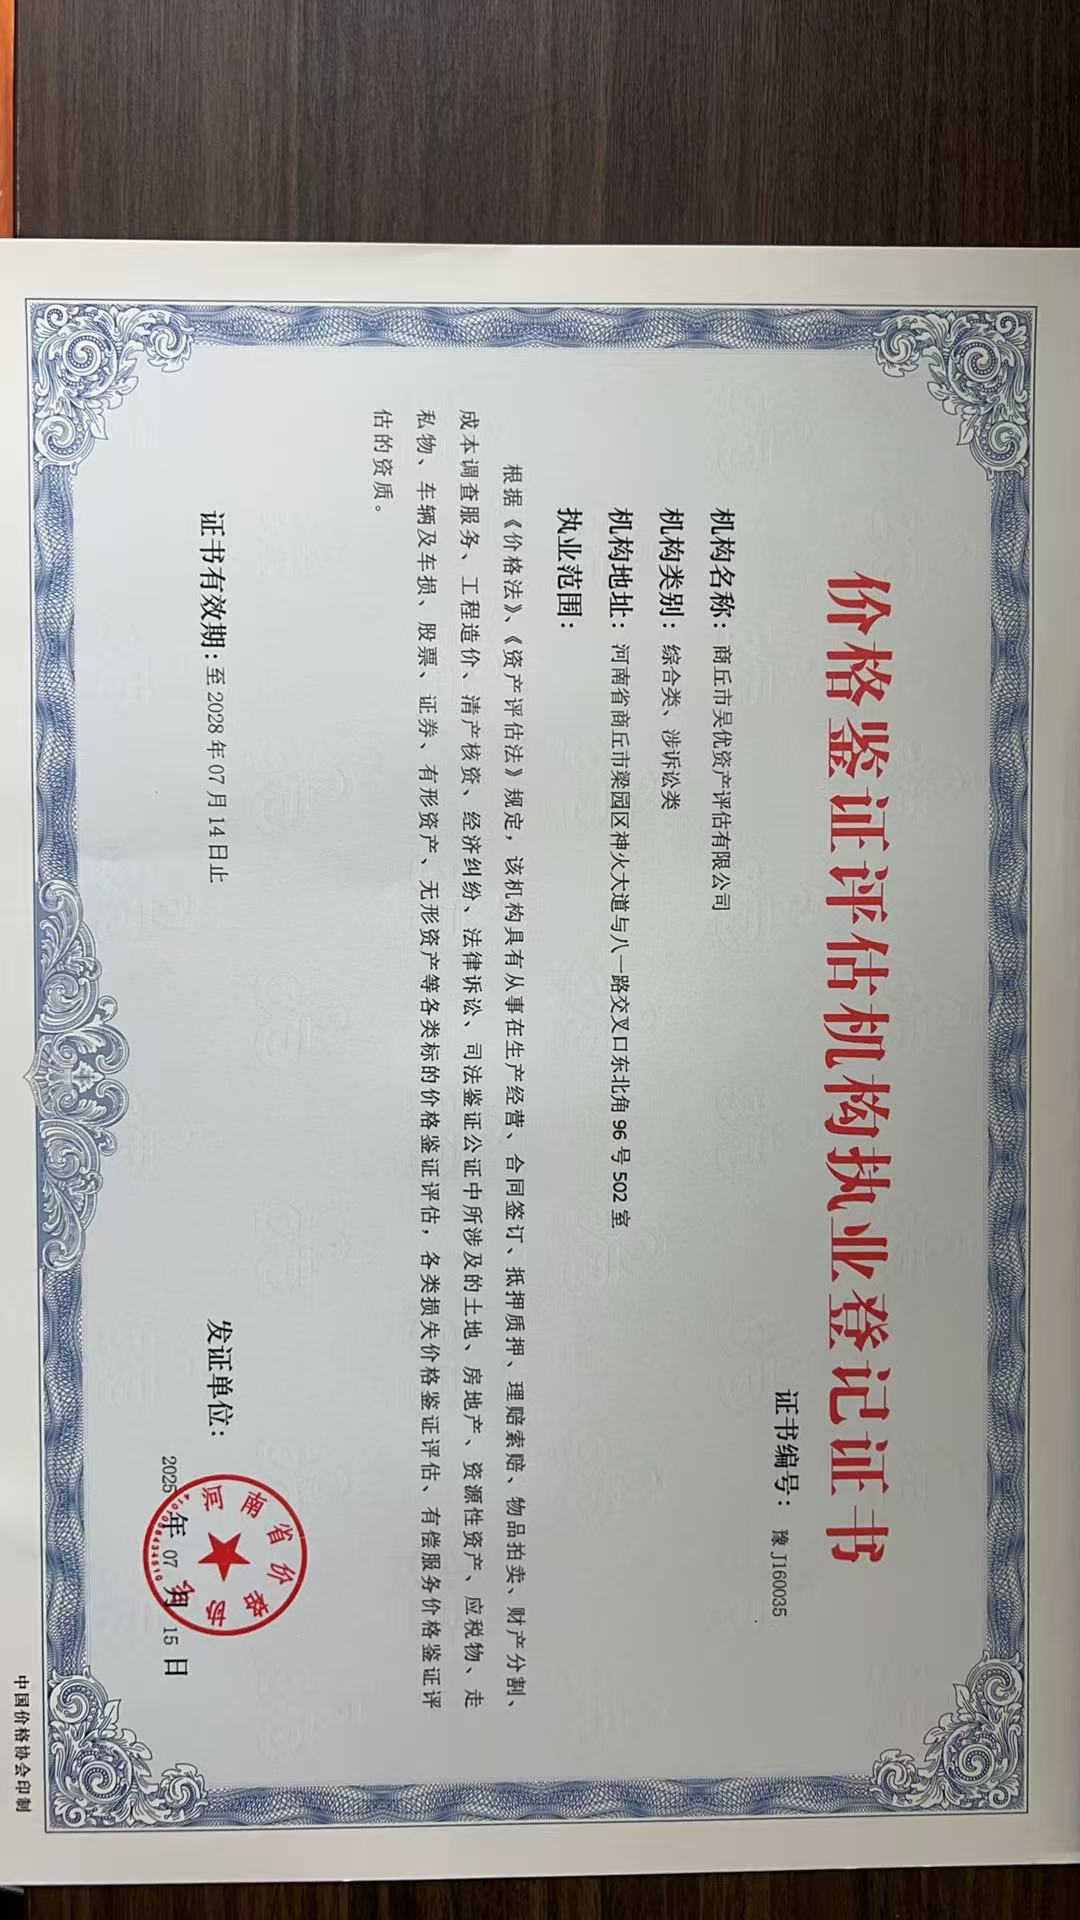 价格鉴证评估机构执业登记证书
证书编号：豫J160035
机构名称：商丘市吴优资产评估有限公司
机构类别：综合类、涉诉讼类
机构地址：河南省商丘市梁园区神火大道与八一路交叉口东北角96号502室
执业范围：
根据《价格法》、《资产评估法》规定，该机构具有从事在生产经营、合同签订、抵押质押、理赔索赔、物品拍卖、财产分割、
成本调查服务、工程造价、清产核资、经济纠纷、法律诉讼、司法鉴证公证中所涉及的土地、房地产、资源性资产、应税物、走
私物、车辆及车损、股票、证券、有形资产、无形资产等各类标的价格鉴证评估，各类损失价格鉴证评估、有偿服务价格鉴证评
估的资质。
证书有效期：至2028年07月14日止
发证单位：
河南省价格协会
2025年07月15日
中国价格协会印制